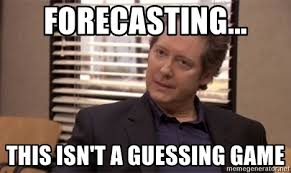 FORECASTING...
THIS ISN'T A GUESSING GAME
memegenerator.net